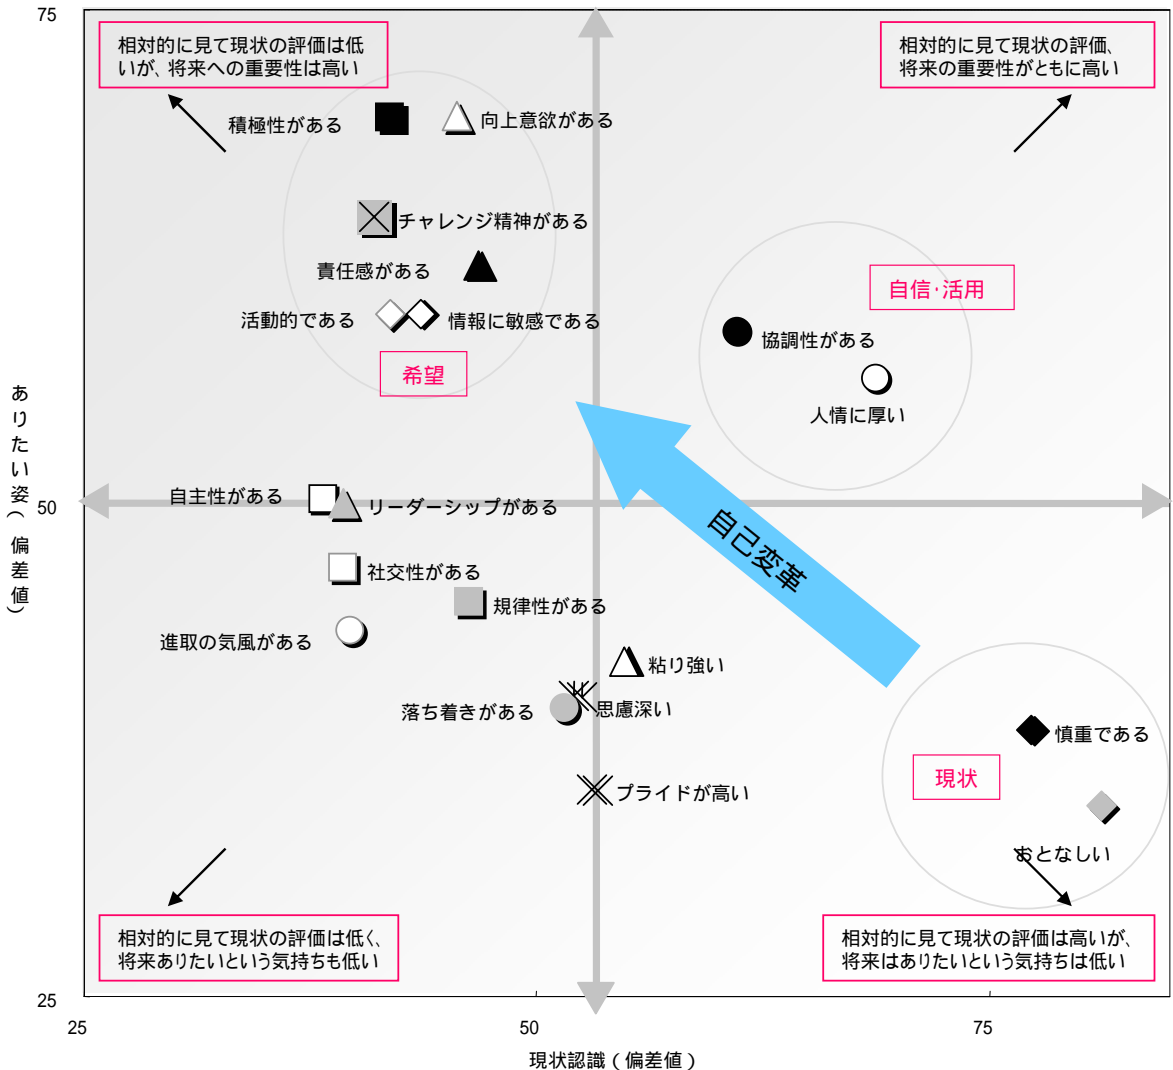 75
相対的に見て現状の評価は低
いが、将来への重要性は高い
相対的に見て現状の評価、
将来の重要性がともに高い
積極性がある
向上意欲がある
チャレンジ精神がある
責任感がある
活動的である
情報に敏感である
希望
自信・活用
協調性がある
人情に厚い
ありたい姿(偏差値)
50
自主性がある
リーダーシップがある
自己変革
社交性がある
規律性がある
進取の気風がある
粘り強い
落ち着きがある
思慮深い
慎重である
現状
プライドが高い
おとなしい
相対的に見て現状の評価は低く、
将来ありたいという気持ちも低い
相対的に見て現状の評価は高いが、
将来はありたいという気持ちは低い
25
25
50
75
現状認識(偏差値)